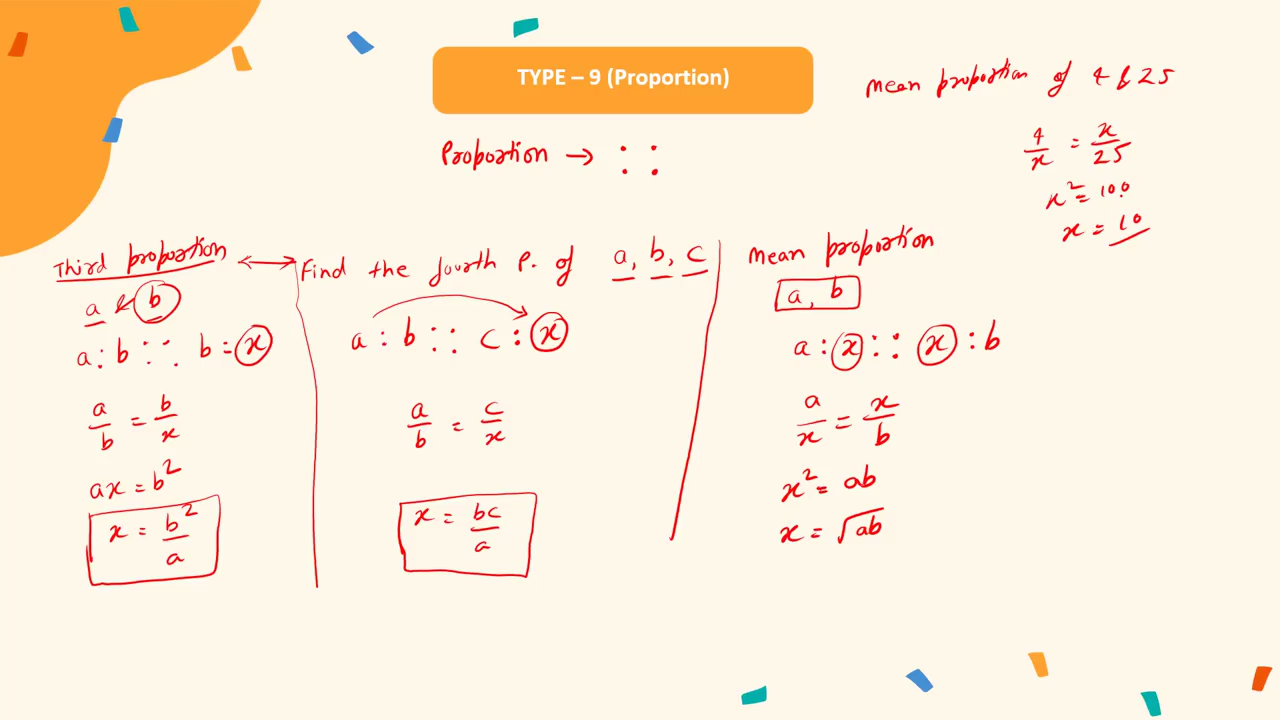 TYPE – 9 (Proportion)
Proportion → : :
Mean proportion of 4 & 25
4/x = x/25
x² = 100
x = 10
Third proportion
a & b
a : b : : b : x
a/b = b/x
ax = b²
x = b²/a
Find the fourth P. of a, b, c
a : b : : c : x
a/b = c/x
x = bc/a
Mean proportion
a, b
a : x : : x : b
a/x = x/b
x² = ab
x = √ab